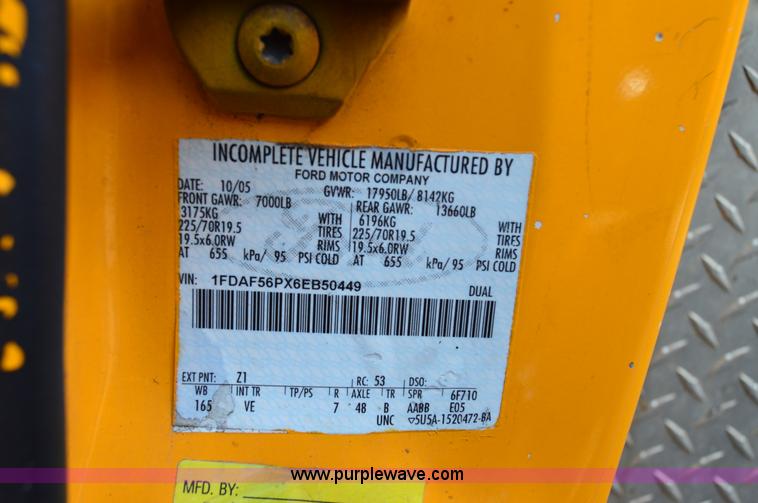 INCOMPLETE VEHICLE MANUFACTURED BY
FORD MOTOR COMPANY
DATE: 10/05 GVWR: 17950LB/ 8142KG
FRONT GAWR: 7000LB REAR GAWR: 13660LB
3175KG WITH 6196KG WITH
225/70R19.5 TIRES 225/70R19.5 TIRES
19.5x6.0RW RIMS 19.5x6.0RW RIMS
AT 655 kPa/ 95 PSI COLD AT 655 kPa/ 95 PSI COLD
VIN: 1FDAF56PX6EB50449 DUAL
EXT PNT: Z1 RC: 53 DSO:
WB INT TR TP/PS R AXLE TR SPR 6F710
165 VE 7 48 B AABB E05
UNC ▽5U5A-1520472-BA
www.purplewave.com
MFD. BY: